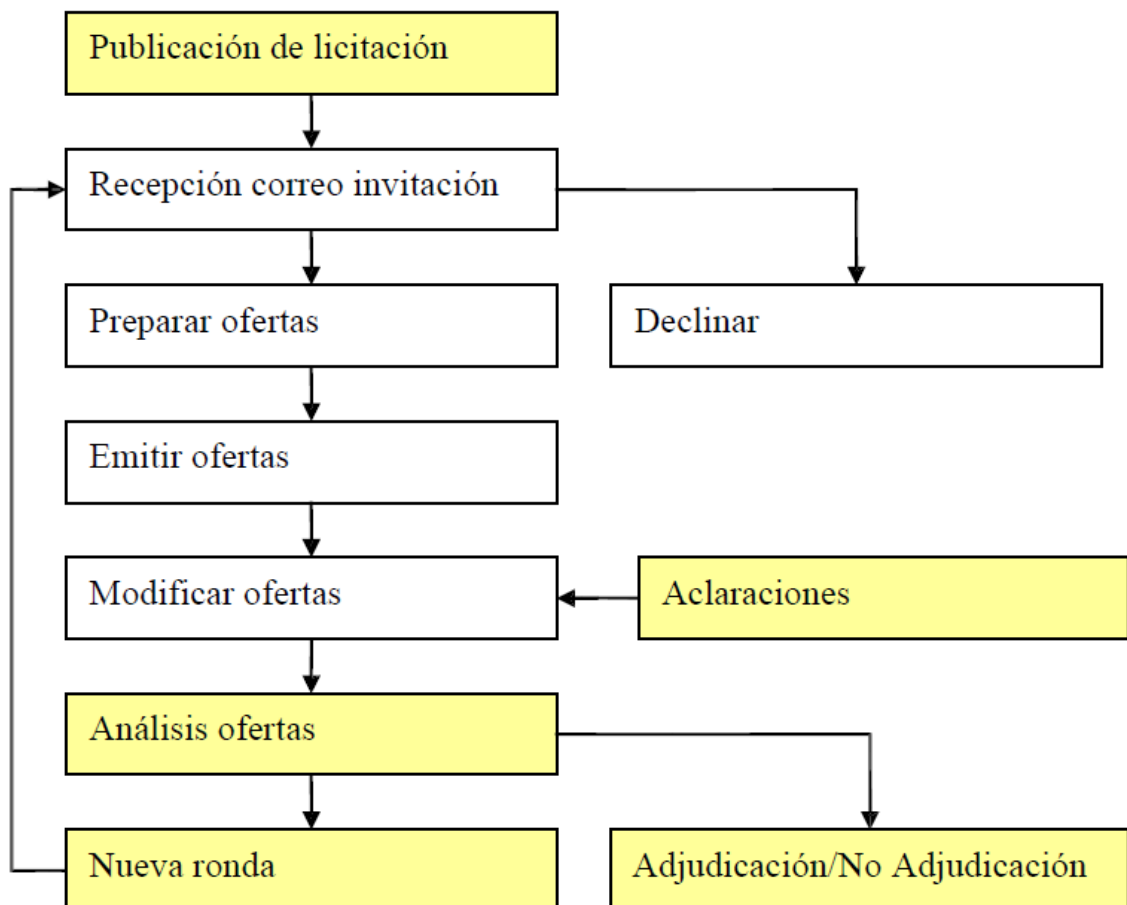 Publicación de licitación
Recepción correo invitación
Preparar ofertas
Declinar
Emitir ofertas
Modificar ofertas
Aclaraciones
Análisis ofertas
Nueva ronda
Adjudicación/No Adjudicación